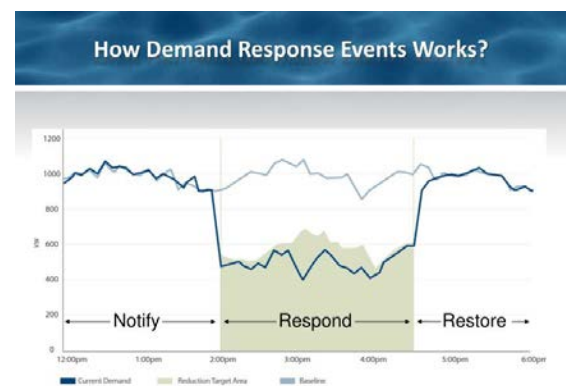 How Demand Response Events Works?
1200
1000
800
600
400
200
0
kW
Notify
Respond
Restore
12:00pm 1:00pm 2:00pm 3:00pm 4:00pm 5:00pm 6:00pm
Current Demand Reduction Target Area Baseline